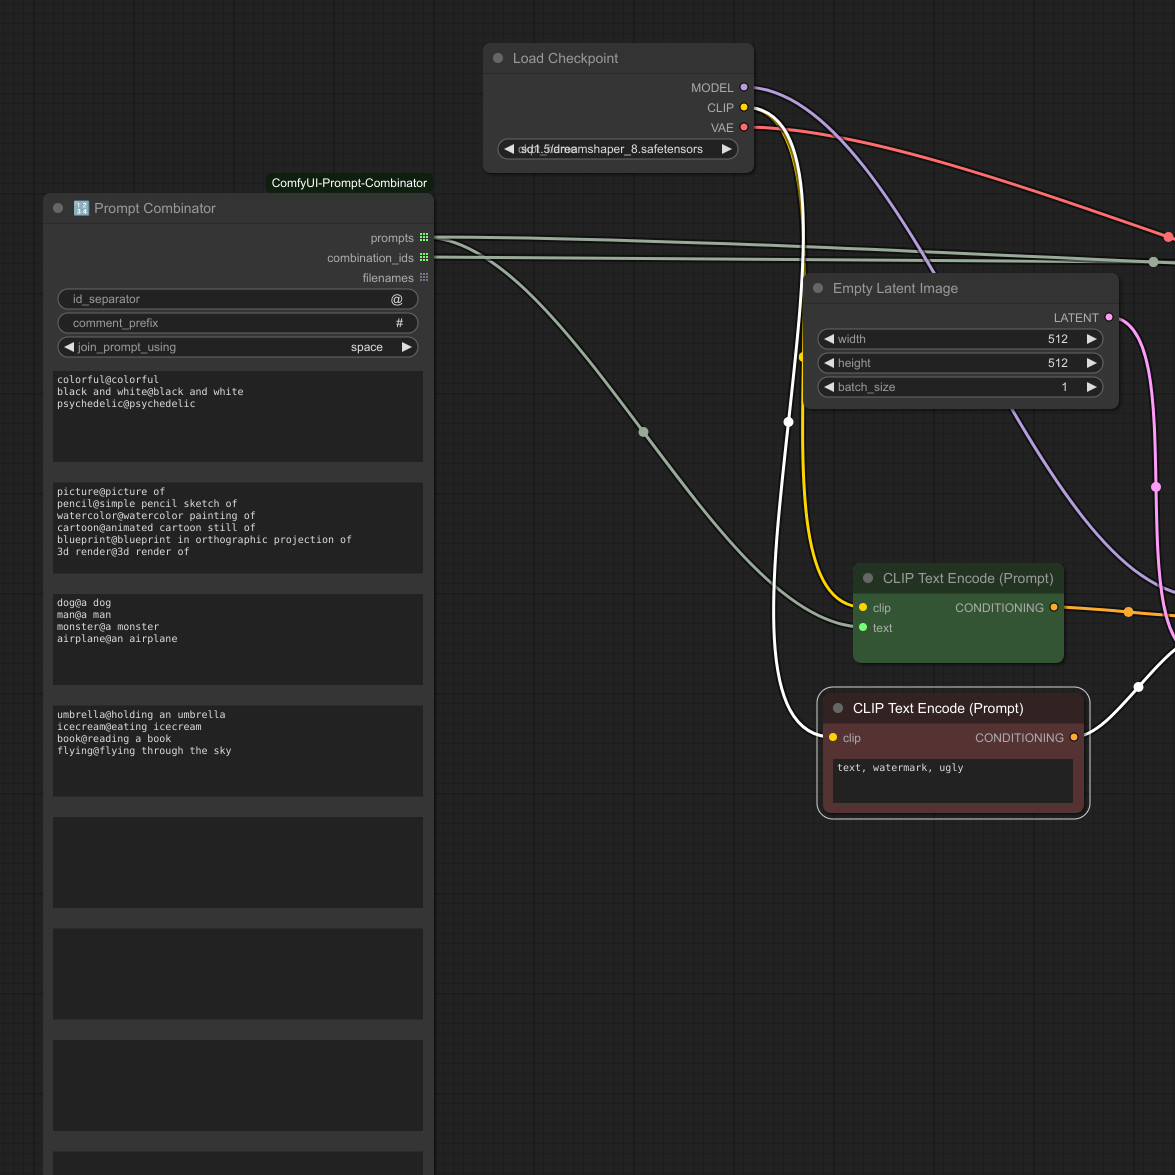 Load Checkpoint
MODEL
CLIP
VAE
sd1.5/dreamshaper_8.safetensors
ComfyUI-Prompt-Combinator
Prompt Combinator
prompts
combination_ids
filenames
id_separator @
comment_prefix #
join_prompt_using space
colorful@colorful
black and white@black and white
psychedelic@psychedelic
picture@picture of
pencil@simple pencil sketch of
watercolor@watercolor painting of
cartoon@animated cartoon still of
blueprint@blueprint in orthographic projection of
3d render@3d render of
dog@a dog
man@a man
monster@a monster
airplane@an airplane
umbrella@holding an umbrella
icecream@eating icecream
book@reading a book
flying@flying through the sky
Empty Latent Image
LATENT
width 512
height 512
batch_size 1
CLIP Text Encode (Prompt)
clip CONDITIONING
text
CLIP Text Encode (Prompt)
clip CONDITIONING
text, watermark, ugly